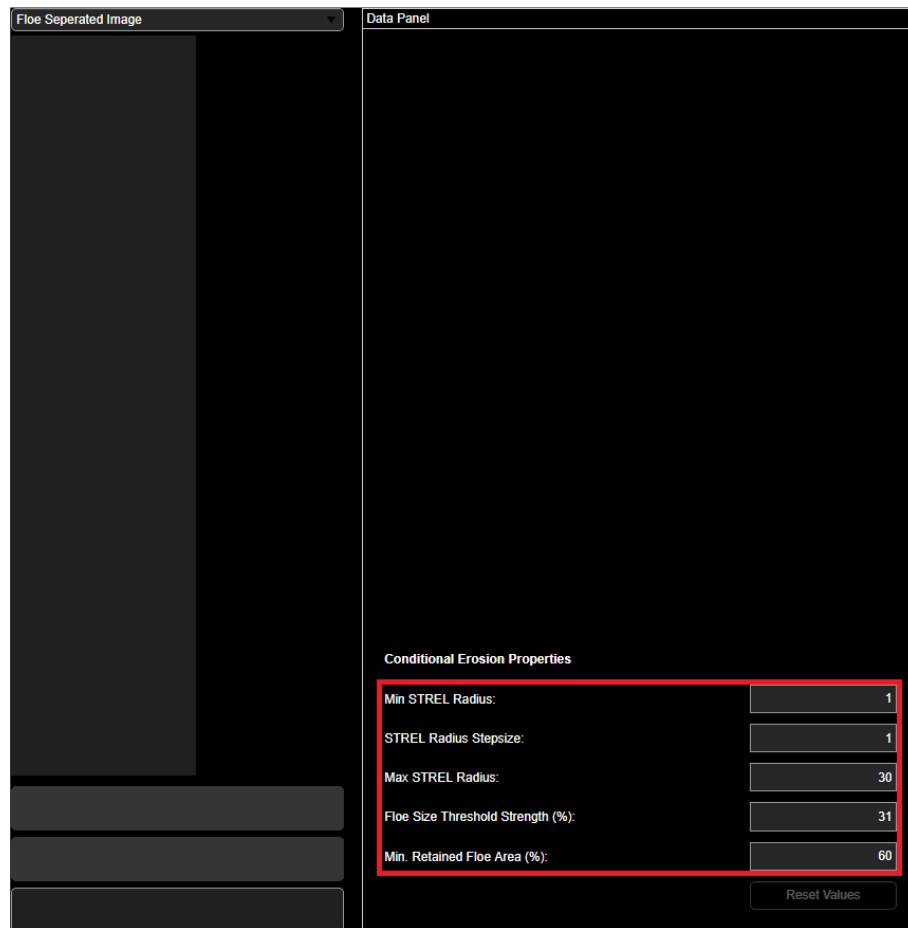 Floe Seperated Image
Data Panel
Conditional Erosion Properties
Min STREL Radius: 1
STREL Radius Stepsize: 1
Max STREL Radius: 30
Floe Size Threshold Strength (%): 31
Min. Retained Floe Area (%): 60
Reset Values